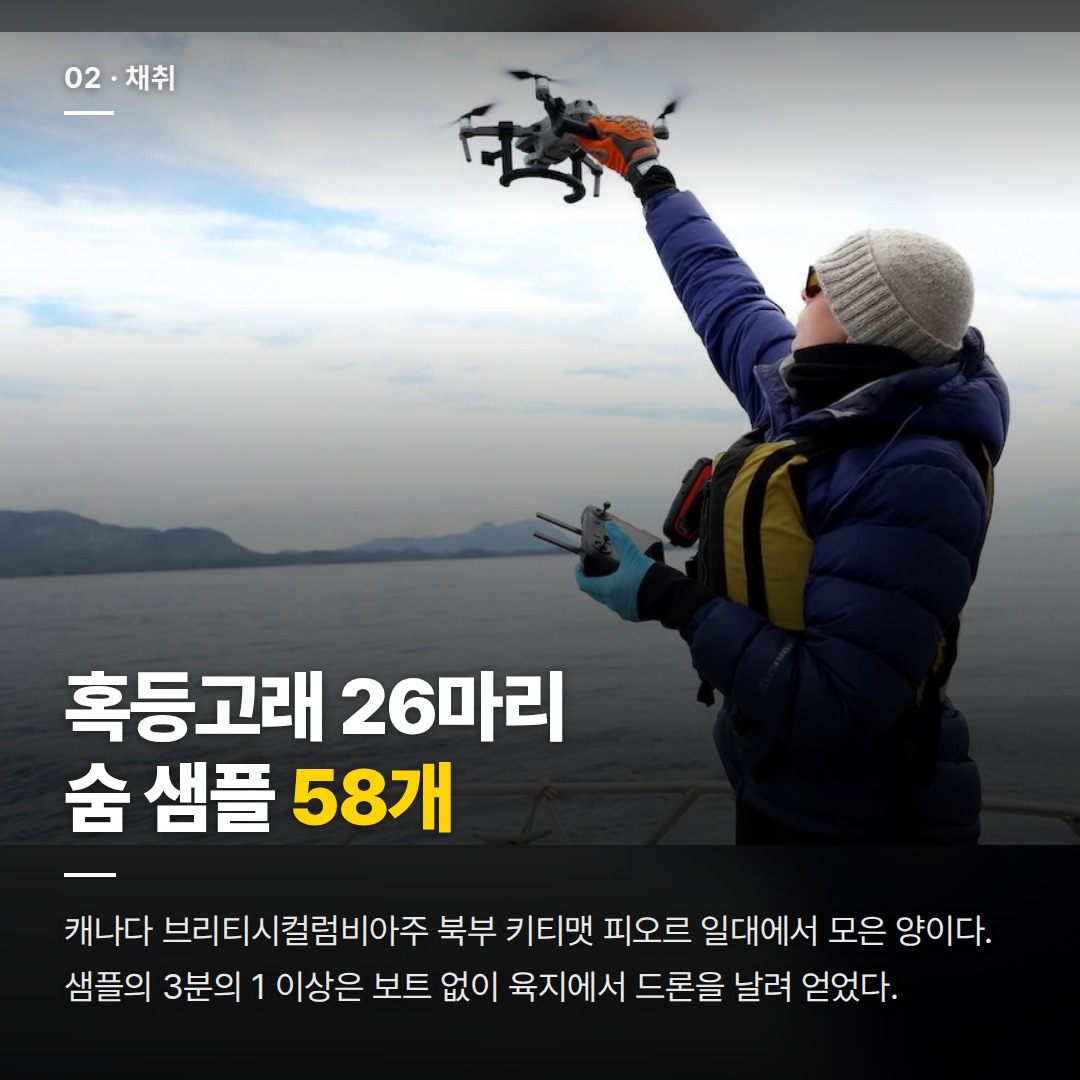 02 · 채취
혹등고래 26마리
숨 샘플 58개
캐나다 브리티시컬럼비아주 북부 키티맷 피오르 일대에서 모은 양이다.
샘플의 3분의 1 이상은 보트 없이 육지에서 드론을 날려 얻었다.